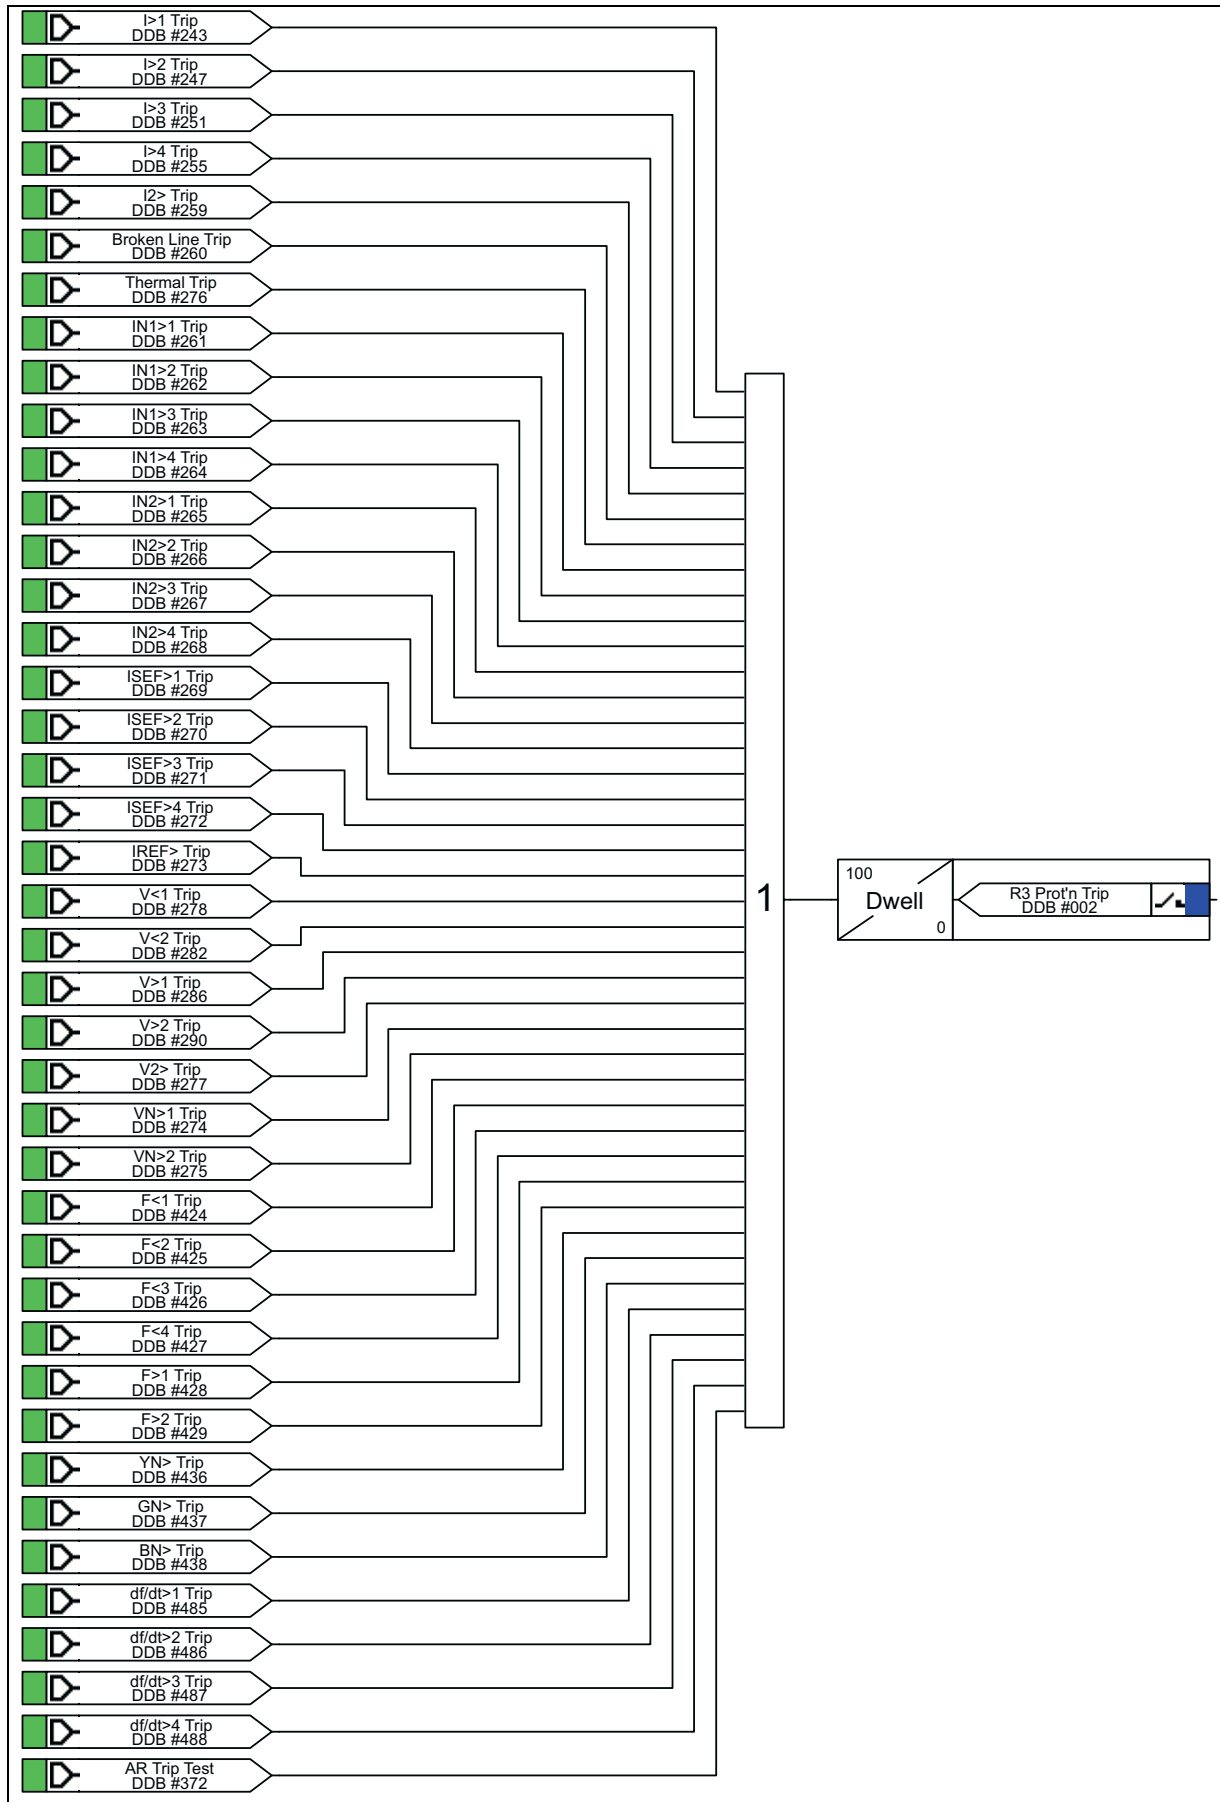 I>1 Trip
DDB #243
I>2 Trip
DDB #247
I>3 Trip
DDB #251
I>4 Trip
DDB #255
I2> Trip
DDB #259
Broken Line Trip
DDB #260
Thermal Trip
DDB #276
IN1>1 Trip
DDB #261
IN1>2 Trip
DDB #262
IN1>3 Trip
DDB #263
IN1>4 Trip
DDB #264
IN2>1 Trip
DDB #265
IN2>2 Trip
DDB #266
IN2>3 Trip
DDB #267
IN2>4 Trip
DDB #268
ISEF>1 Trip
DDB #269
ISEF>2 Trip
DDB #270
ISEF>3 Trip
DDB #271
ISEF>4 Trip
DDB #272
IREF> Trip
DDB #273
V<1 Trip
DDB #278
V<2 Trip
DDB #282
V>1 Trip
DDB #286
V>2 Trip
DDB #290
V2> Trip
DDB #277
VN>1 Trip
DDB #274
VN>2 Trip
DDB #275
F<1 Trip
DDB #424
F<2 Trip
DDB #425
F<3 Trip
DDB #426
F<4 Trip
DDB #427
F>1 Trip
DDB #428
F>2 Trip
DDB #429
YN> Trip
DDB #436
GN> Trip
DDB #437
BN> Trip
DDB #438
df/dt>1 Trip
DDB #485
df/dt>2 Trip
DDB #486
df/dt>3 Trip
DDB #487
df/dt>4 Trip
DDB #488
AR Trip Test
DDB #372
1
100
Dwell
0
R3 Prot'n Trip
DDB #002